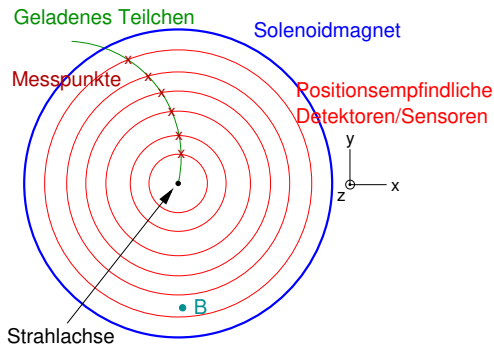 Geladenes Teilchen
Solenoidmagnet
Messpunkte
Positionsempfindliche
Detektoren/Sensoren
y
x
z
B
Strahlachse